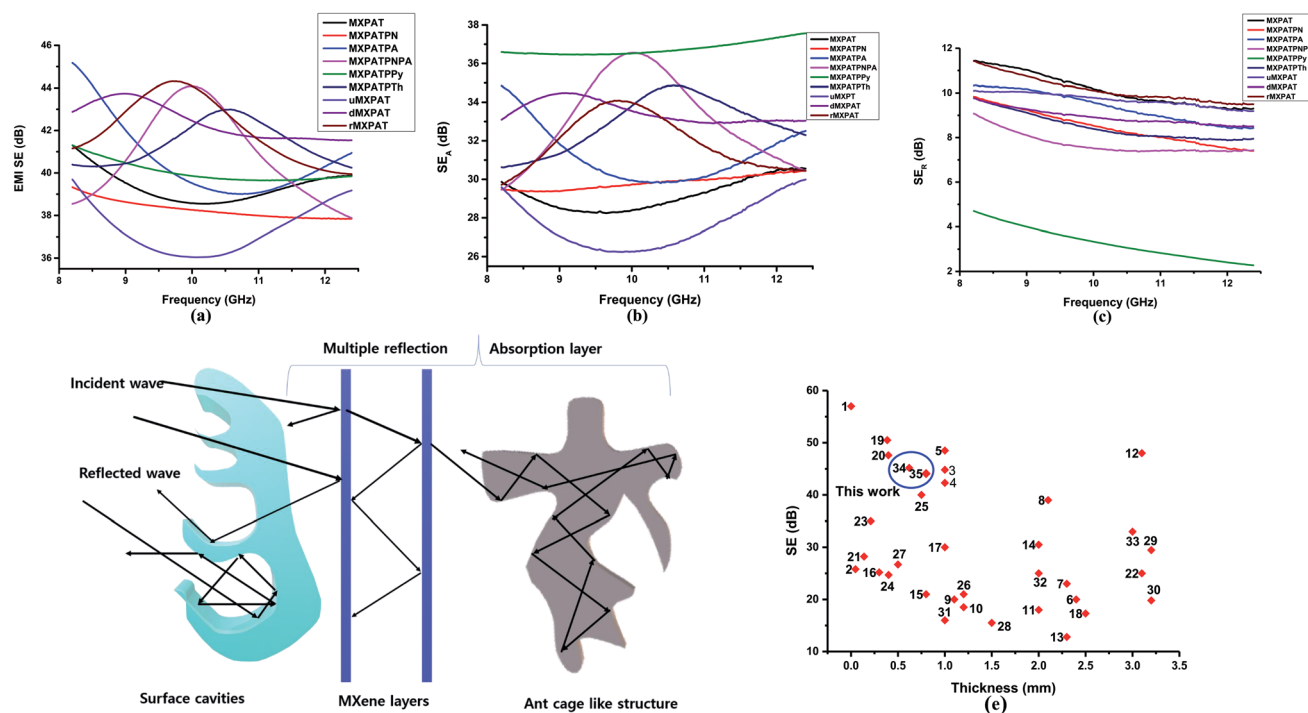 MXPAT
MXPATPN
MXPATPA
MXPATPNPA
MXPATPPy
MXPATPTh
uMXPAT
dMXPAT
rMXPAT
46
44
42
40
38
36
EMI SE (dB)
8
9
10
11
12
Frequency (GHz)
(a)
MXPAT
MXPATPN
MXPATPA
MXPATPNPA
MXPATPPy
MXPATPTh
uMXPT
dMXPAT
rMXPAT
38
36
34
32
30
28
26
SEA (dB)
8
9
10
11
12
Frequency (GHz)
(b)
MXPAT
MXPATPN
MXPATPA
MXPATPNP
MXPATPPy
MXPATPTh
uMXPAT
dMXPAT
rMXPAT
12
10
8
6
4
2
SER (dB)
8
9
10
11
12
Frequency (GHz)
(c)
Multiple reflection
Absorption layer
Incident wave
Reflected wave
Surface cavities
MXene layers
Ant cage like structure
60
50
40
30
20
10
SE (dB)
1
19
20
34
35
5
3
4
This work
25
23
21
2
16
24
27
17
15
9
26
10
31
28
12
8
14
32
7
6
11
18
13
33
29
22
30
0.0
0.5
1.0
1.5
2.0
2.5
3.0
3.5
Thickness (mm)
(e)